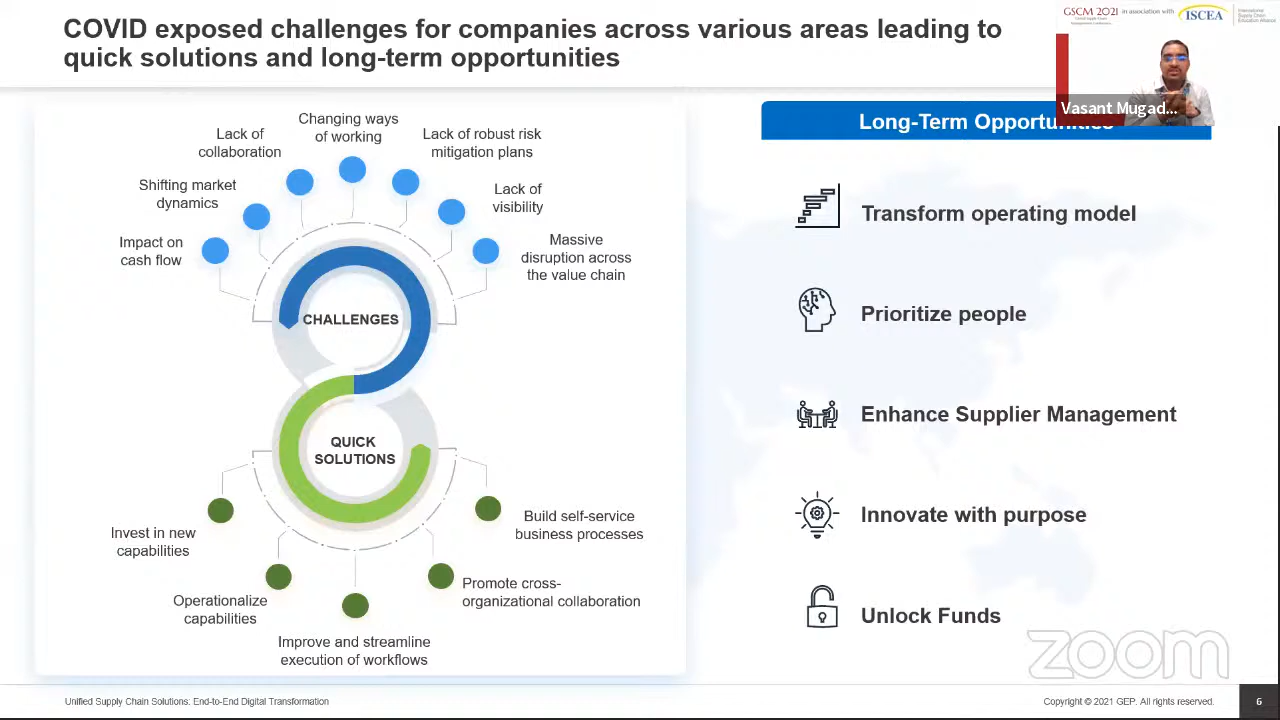 COVID exposed challenges for companies across various areas leading to
quick solutions and long-term opportunities
GSCM 2021
in association with
ISCEA
International
Supply Chain
Education Alliance
Vasant Mugad...
Changing ways
of working
Lack of
collaboration
Lack of robust risk
mitigation plans
Shifting market
dynamics
Lack of
visibility
Impact on
cash flow
Massive
disruption across
the value chain
CHALLENGES
QUICK
SOLUTIONS
Invest in new
capabilities
Build self-service
business processes
Operationalize
capabilities
Promote cross-
organizational collaboration
Improve and streamline
execution of workflows
Long-Term Opportunities
Transform operating model
Prioritize people
Enhance Supplier Management
Innovate with purpose
Unlock Funds
zoom
Unified Supply Chain Solutions: End-to-End Digital Transformation
Copyright © 2021 GEP. All rights reserved.
6